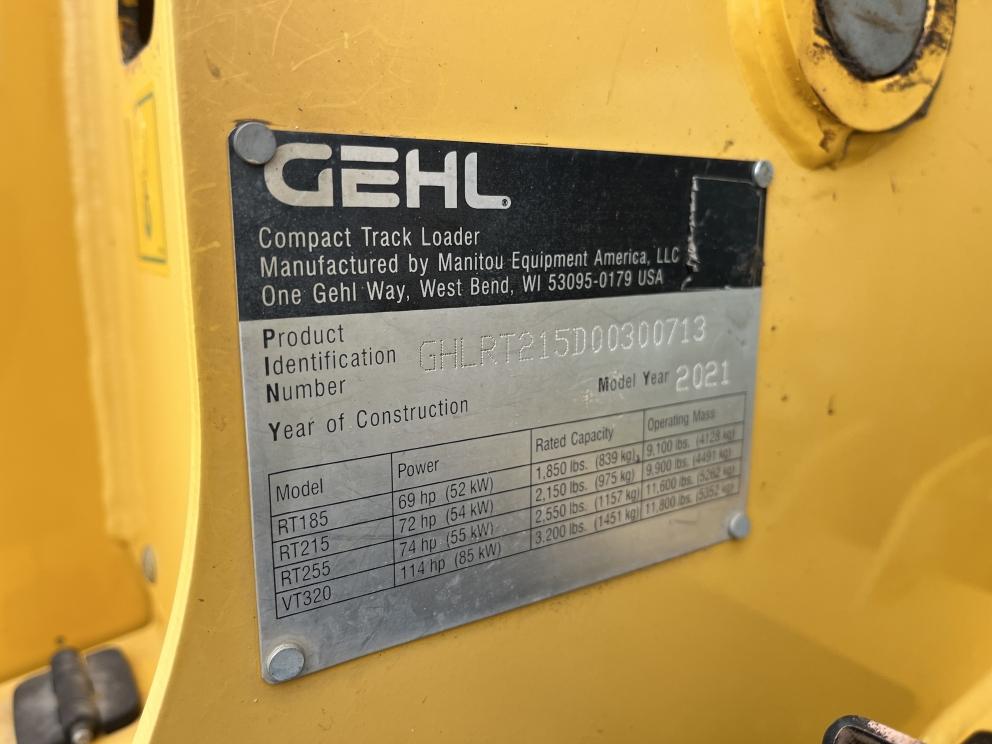 GEHL®
Compact Track Loader
Manufactured by Manitou Equipment America, LLC
One Gehl Way, West Bend, WI 53095-0179 USA
Product
Identification GHLRT215D00300713
Number
Model Year 2021
Year of Construction
Model Power Rated Capacity Operating Mass
RT185 69 hp (52 kW) 1,850 lbs. (839 kg) 9,100 lbs. (4128 kg)
RT215 72 hp (54 kW) 2,150 lbs. (975 kg) 9,900 lbs. (4491 kg)
RT255 74 hp (55 kW) 2,550 lbs. (1157 kg) 11,600 lbs. (5262 kg)
VT320 114 hp (85 kW) 3,200 lbs. (1451 kg) 11,800 lbs. (5352 kg)